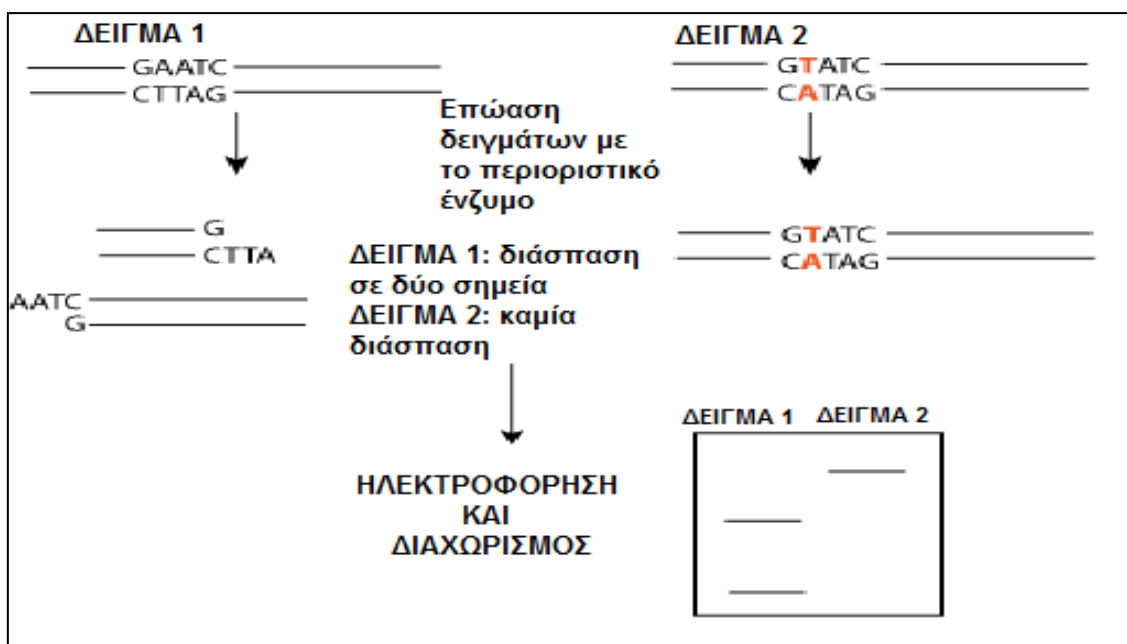 ΔΕΙΓΜΑ 1
GAATC
CTTAG
ΔΕΙΓΜΑ 2
GTATC
CATAG
Επώαση
δειγμάτων με
το περιοριστικό
ένζυμο
G
CTTA
AATC
G
GTATC
CATAG
ΔΕΙΓΜΑ 1: διάσπαση
σε δύο σημεία
ΔΕΙΓΜΑ 2: καμία
διάσπαση
ΗΛΕΚΤΡΟΦΟΡΗΣΗ
ΚΑΙ
ΔΙΑΧΩΡΙΣΜΟΣ
ΔΕΙΓΜΑ 1
ΔΕΙΓΜΑ 2